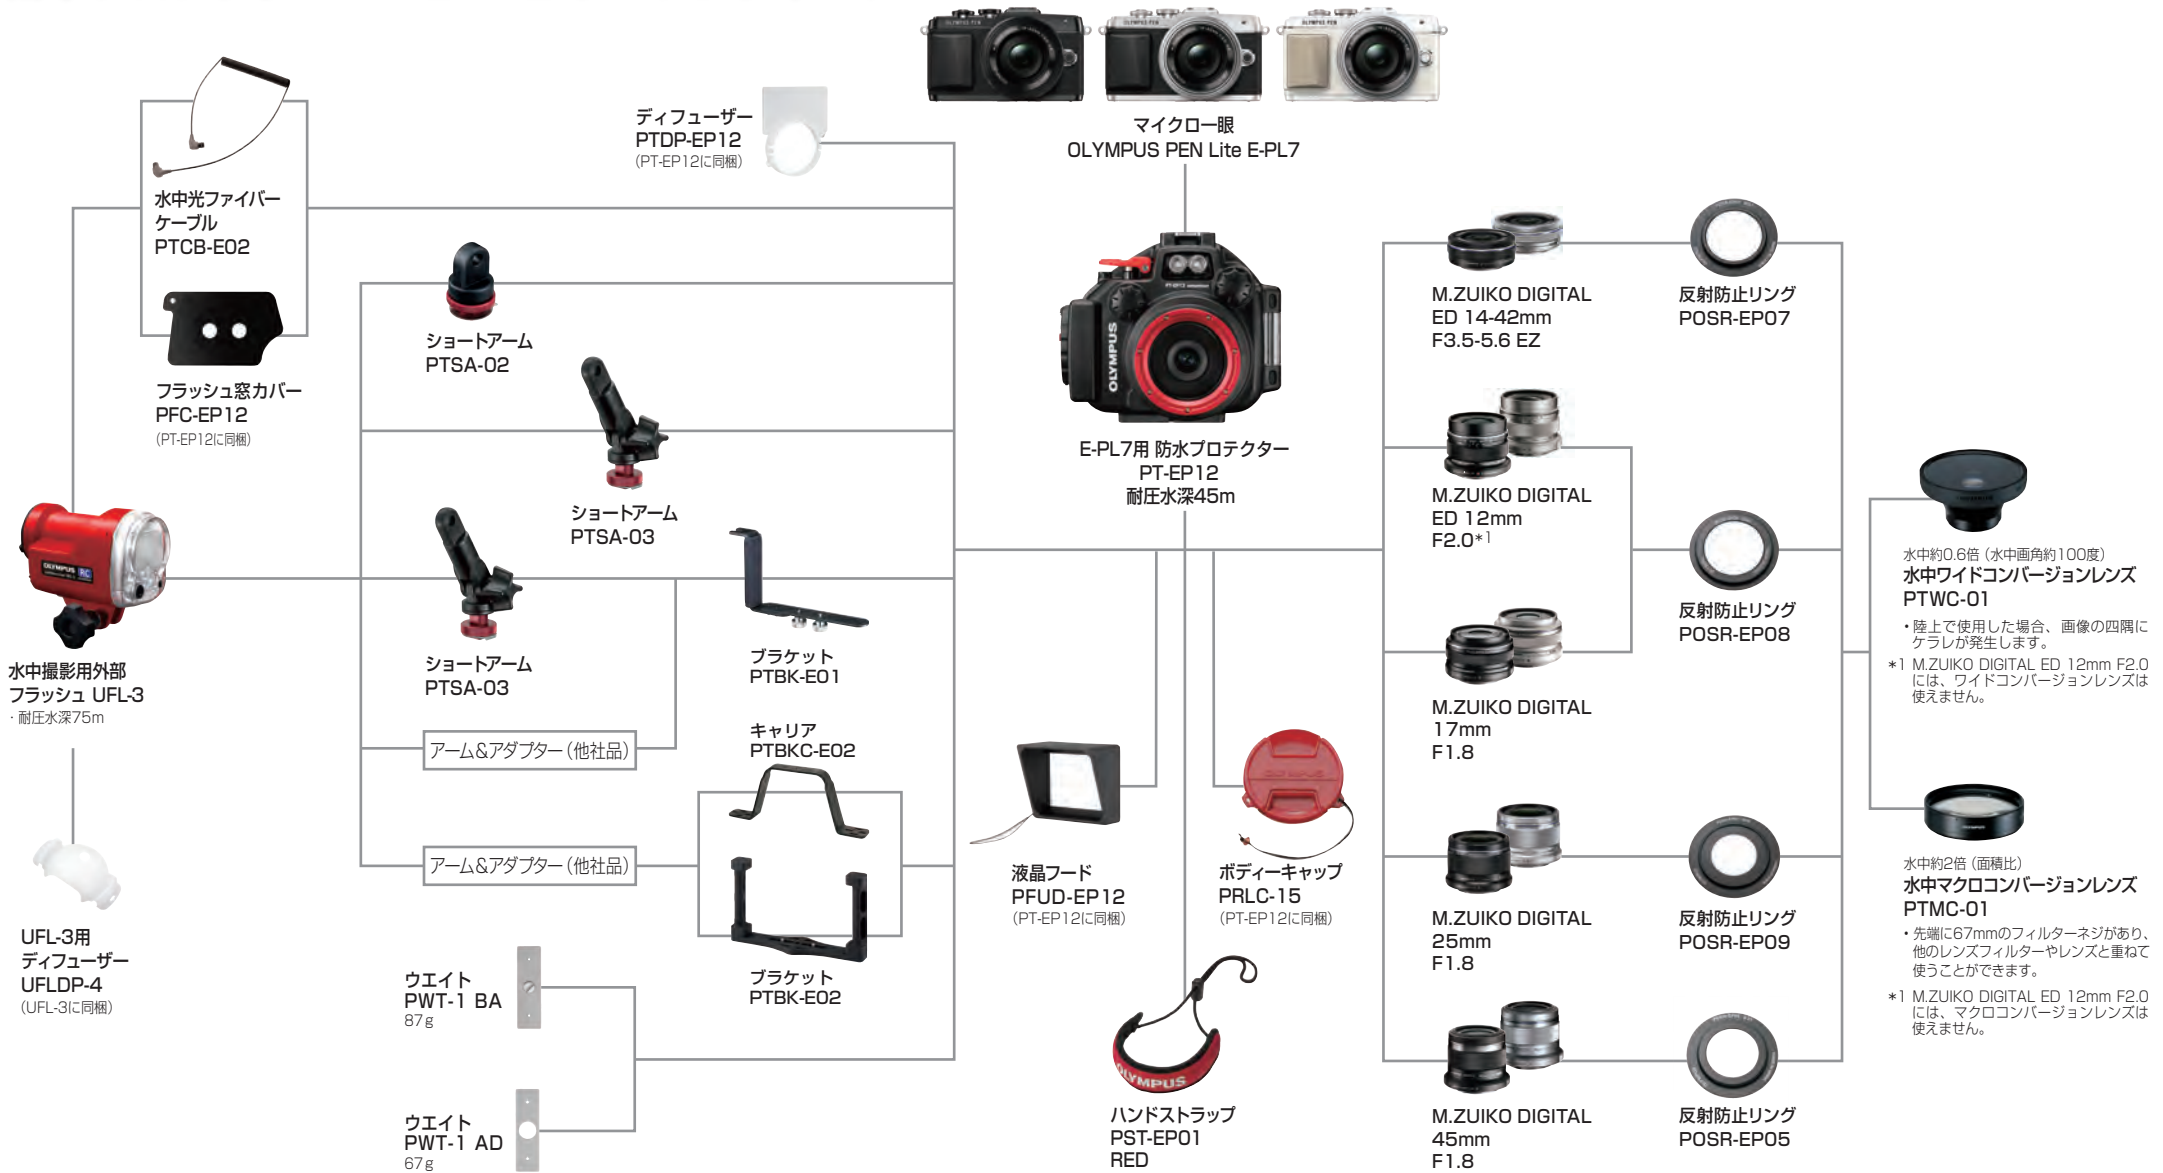 マイクロ一眼
OLYMPUS PEN Lite E-PL7
ディフューザー
PTDP-EP12
(PT-EP12に同梱)
水中光ファイバー
ケーブル
PTCB-E02
フラッシュ窓カバー
PFC-EP12
(PT-EP12に同梱)
ショートアーム
PTSA-02
ショートアーム
PTSA-03
ショートアーム
PTSA-03
水中撮影用外部
フラッシュ UFL-3
・耐圧水深75m
UFL-3用
ディフューザー
UFLDP-4
(UFL-3に同梱)
ブラケット
PTBK-E01
アーム&アダプター(他社品)
キャリア
PTBKC-E02
アーム&アダプター(他社品)
ブラケット
PTBK-E02
ウエイト
PWT-1 BA
87g
ウエイト
PWT-1 AD
67g
OLYMPUS
E-PL7用 防水プロテクター
PT-EP12
耐圧水深45m
液晶フード
PFUD-EP12
(PT-EP12に同梱)
ボディーキャップ
PRLC-15
(PT-EP12に同梱)
OLYMPUS
ハンドストラップ
PST-EP01
RED
M.ZUIKO DIGITAL
ED 14-42mm
F3.5-5.6 EZ
反射防止リング
POSR-EP07
M.ZUIKO DIGITAL
ED 12mm
F2.0*1
反射防止リング
POSR-EP08
M.ZUIKO DIGITAL
17mm
F1.8
M.ZUIKO DIGITAL
25mm
F1.8
反射防止リング
POSR-EP09
M.ZUIKO DIGITAL
45mm
F1.8
反射防止リング
POSR-EP05
水中約0.6倍(水中画角約100度)
水中ワイドコンバージョンレンズ
PTWC-01
・陸上で使用した場合、画像の四隅に
ケラレが発生します。
*1 M.ZUIKO DIGITAL ED 12mm F2.0
には、ワイドコンバージョンレンズは
使えません。
水中約2倍(面積比)
水中マクロコンバージョンレンズ
PTMC-01
・先端に67mmのフィルターネジがあり、
他のレンズフィルターやレンズと重ねて
使うことができます。
*1 M.ZUIKO DIGITAL ED 12mm F2.0
には、マクロコンバージョンレンズは
使えません。